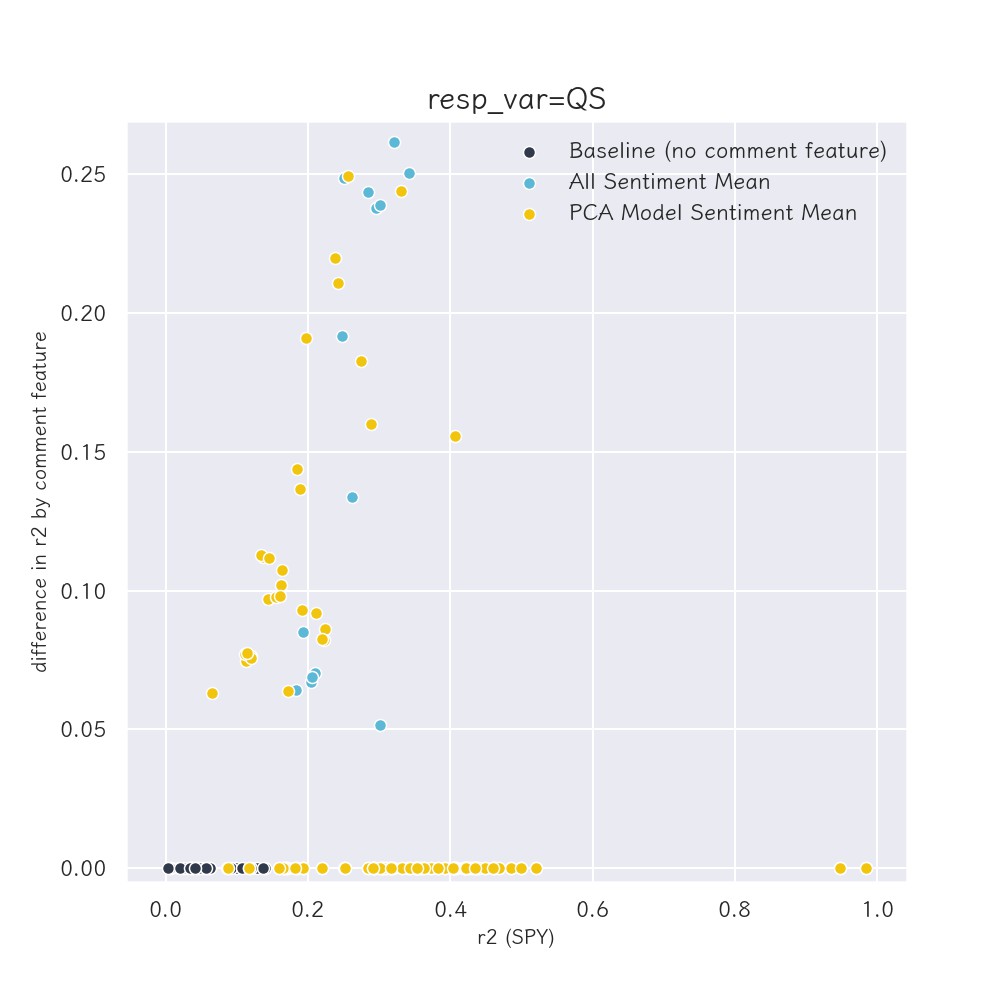 resp_var=QS
Baseline (no comment feature)
All Sentiment Mean
PCA Model Sentiment Mean
difference in r2 by comment feature
0.25
0.20
0.15
0.10
0.05
0.00
0.0 0.2 0.4 0.6 0.8 1.0
r2 (SPY)